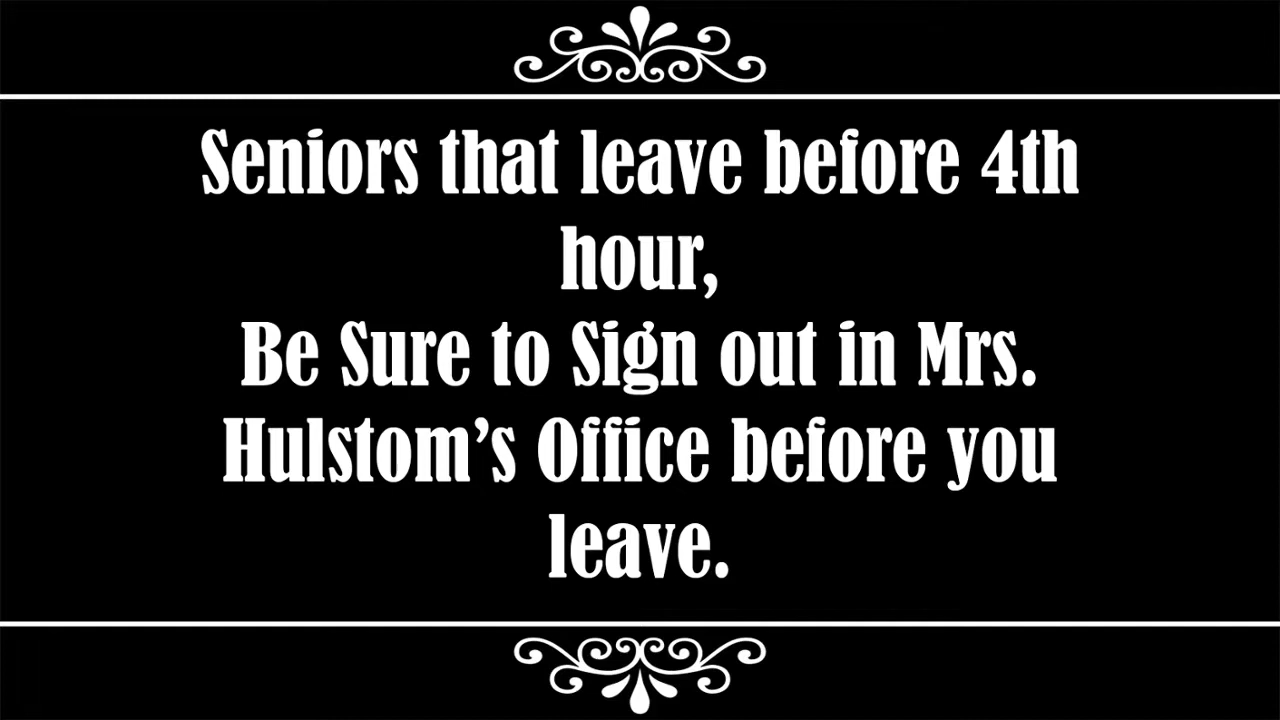 Seniors that leave before 4th
hour,
Be Sure to Sign out in Mrs.
Hulstom’s Office before you
leave.